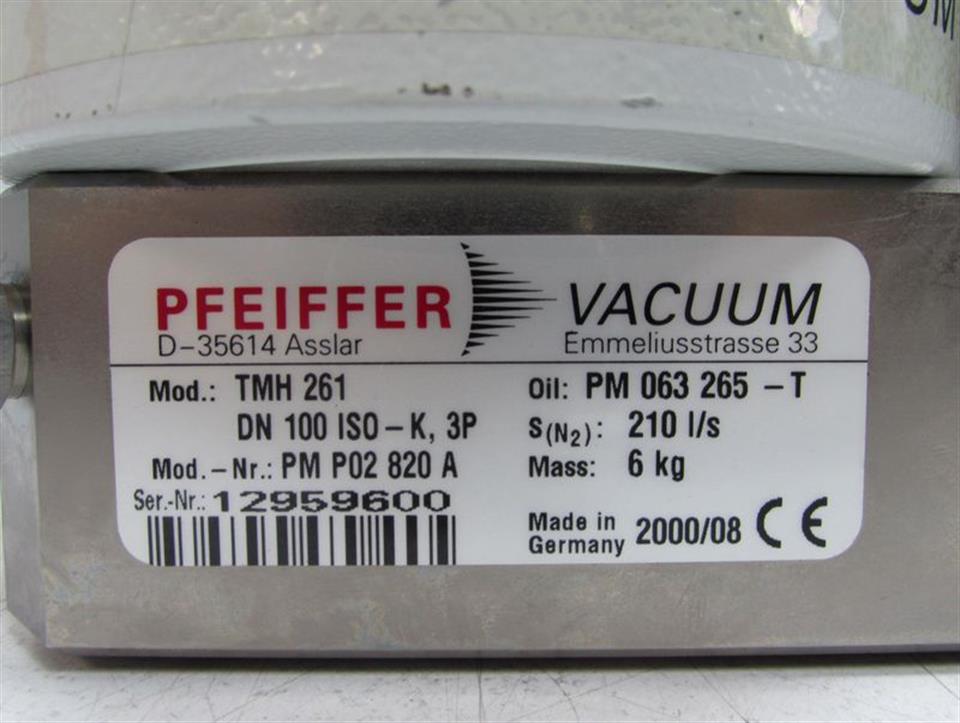 UM
PFEIFFER VACUUM
D-35614 Asslar Emmeliusstrasse 33
Mod.: TMH 261 Oil: PM 063 265 -T
DN 100 ISO-K, 3P S(N₂): 210 l/s
Mod.-Nr.: PM P02 820 A Mass: 6 kg
Ser.-Nr.: 12959600
Made in Germany 2000/08 CE